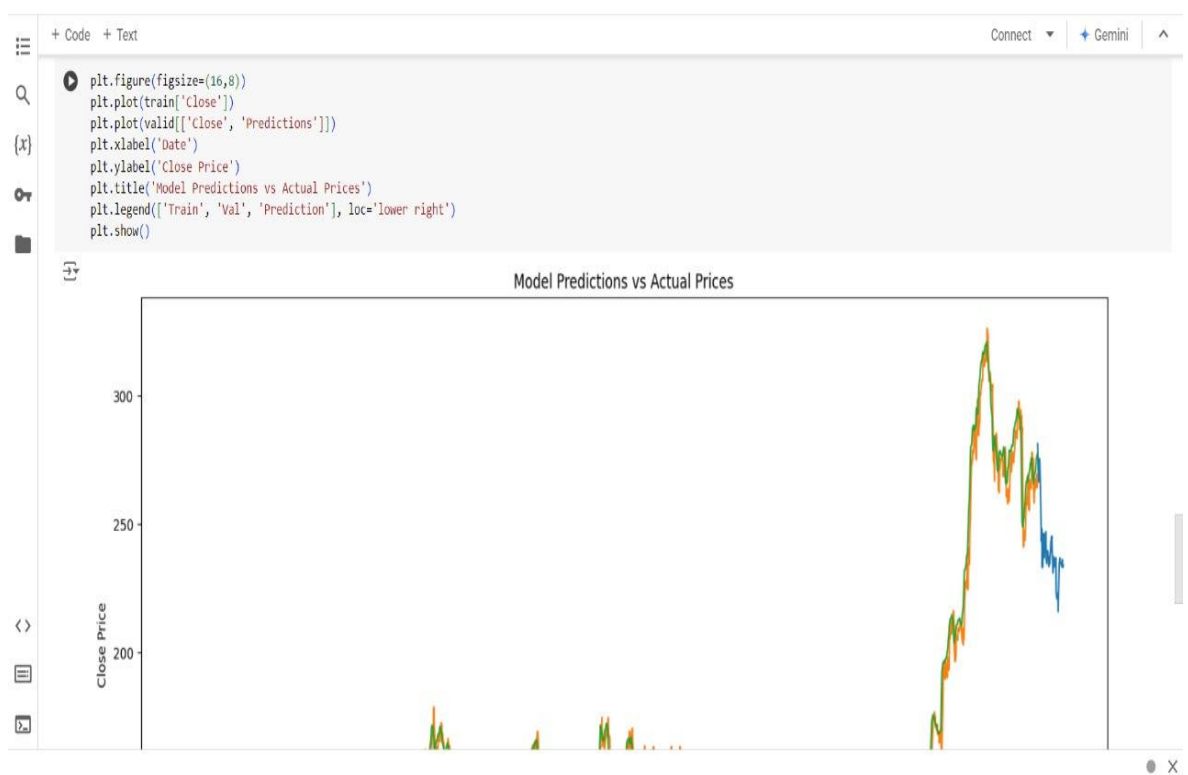 + Code + Text
Connect
Gemini
{x}
plt.figure(figsize=(16,8))
plt.plot(train['Close'])
plt.plot(valid[['Close', 'Predictions']])
plt.xlabel('Date')
plt.ylabel('Close Price')
plt.title('Model Predictions vs Actual Prices')
plt.legend(['Train', 'Val', 'Prediction'], loc='lower right')
plt.show()
Model Predictions vs Actual Prices
300
250
200
Close Price